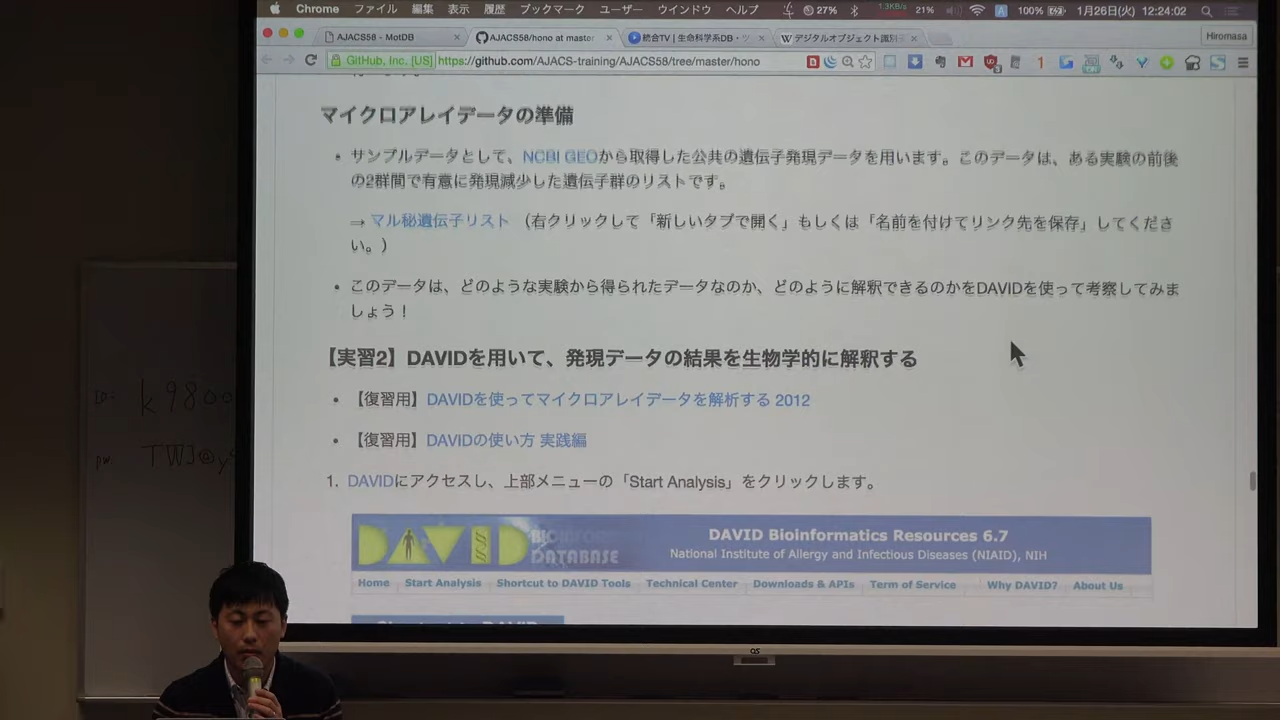 Chrome ファイル 編集 表示 履歴 ブックマーク ユーザー ウインドウ ヘルプ 27% 1.3KB/s 21% A 100% 1月26日(火) 12:24:02
AJACS58 - MotDB × AJACS58/hono at master × 統合TV | 生命科学系DB・ツ × W デジタルオブジェクト識別子 × Hiromasa
GitHub, Inc. [US] https://github.com/AJACS-training/AJACS58/tree/master/hono
マイクロアレイデータの準備
• サンプルデータとして、NCBI GEOから取得した公共の遺伝子発現データを用います。このデータは、ある実験の前後
の2群間で有意に発現減少した遺伝子群のリストです。
→ マル秘遺伝子リスト （右クリックして「新しいタブで開く」もしくは「名前を付けてリンク先を保存」してくださ
い。）
• このデータは、どのような実験から得られたデータなのか、どのように解釈できるのかをDAVIDを使って考察してみま
しょう！
【実習2】DAVIDを用いて、発現データの結果を生物学的に解釈する
• 【復習用】DAVIDを使ってマイクロアレイデータを解析する 2012
• 【復習用】DAVIDの使い方 実践編
1. DAVIDにアクセスし、上部メニューの「Start Analysis」をクリックします。
DAVID BIOINFORMATICS DATABASE
DAVID Bioinformatics Resources 6.7
National Institute of Allergy and Infectious Diseases (NIAID), NIH
Home Start Analysis Shortcut to DAVID Tools Technical Center Downloads & APIs Term of Service Why DAVID? About Us
k9800